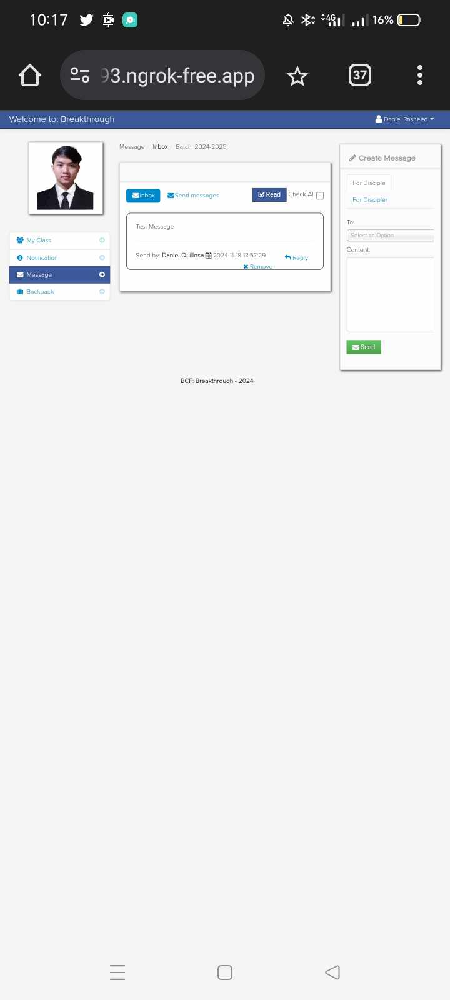 10:17
4G
16%
93.ngrok-free.app
37
Welcome to: Breakthrough
Daniel Rasheed
Message / Inbox / Batch: 2024-2025
Create Message
inbox
Send messages
Read
Check All
For Disciple
For Discipler
Test Message
To:
Select an Option
My Class
Content:
Send by: Daniel Quillosa 2024-11-18 13:57:29
Reply
Notification
Remove
Message
Backpack
Send
BCF: Breakthrough - 2024